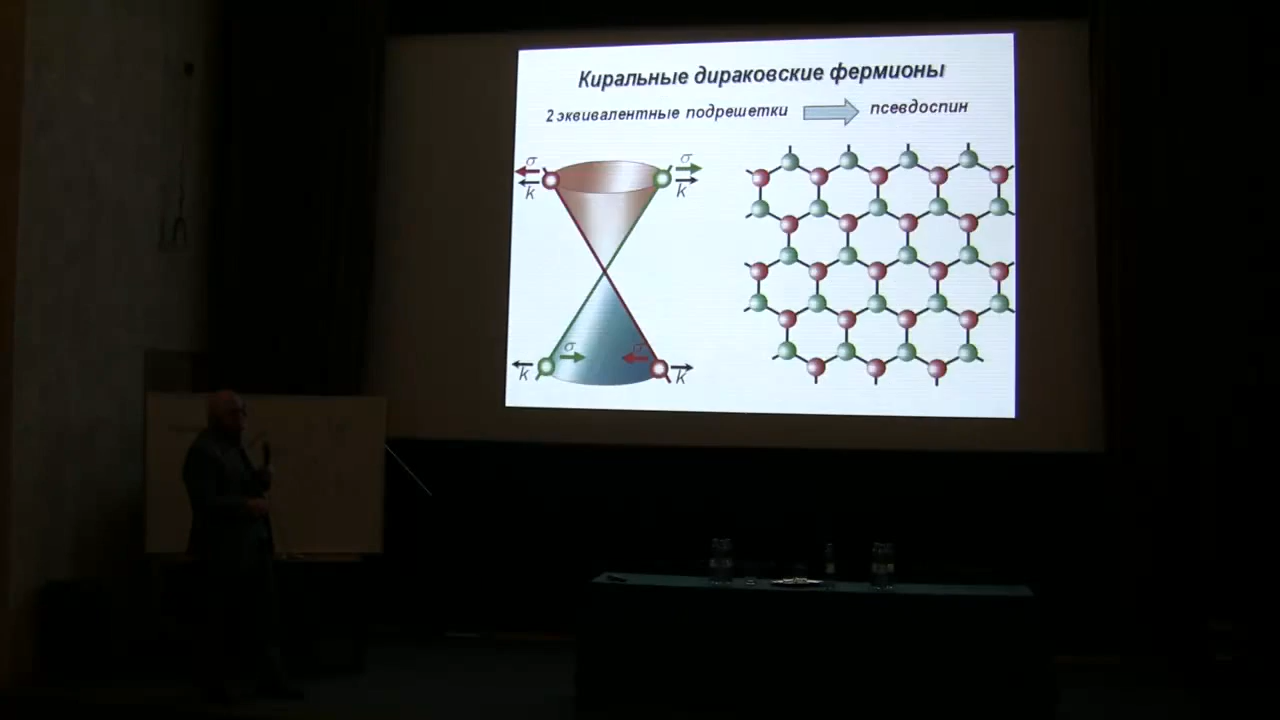 Киральные дираковские фермионы
2 эквивалентные подрешетки псевдоспин
σ σ
k k
σ σ
k k